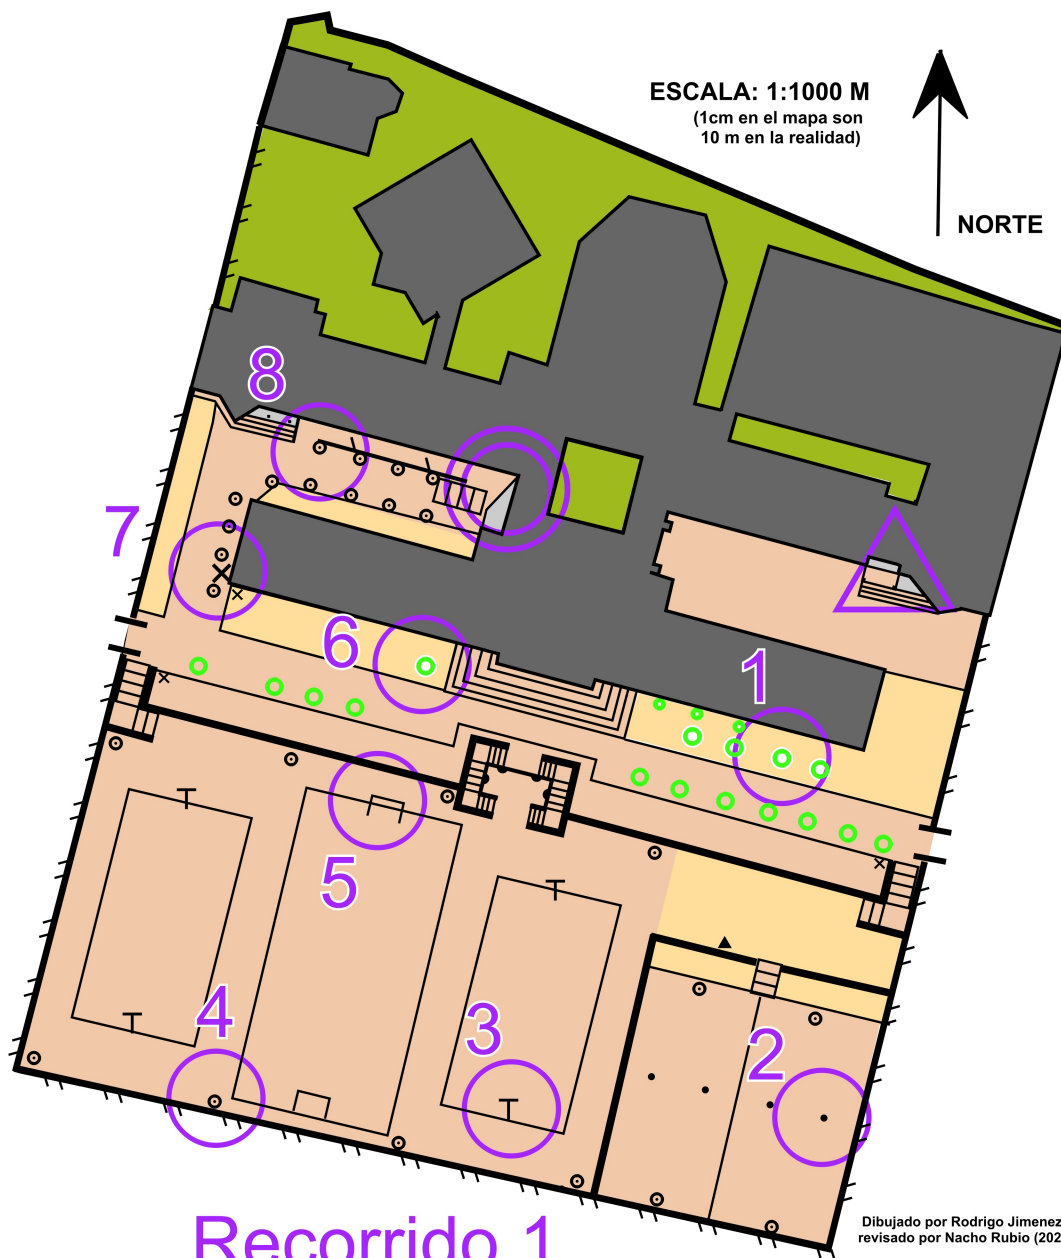 ESCALA: 1:1000 M
(1cm en el mapa son
10 m en la realidad)
NORTE
8
7
6
1
5
4
3
2
Recorrido 1
Dibujado por Rodrigo Jimenez
revisado por Nacho Rubio (202